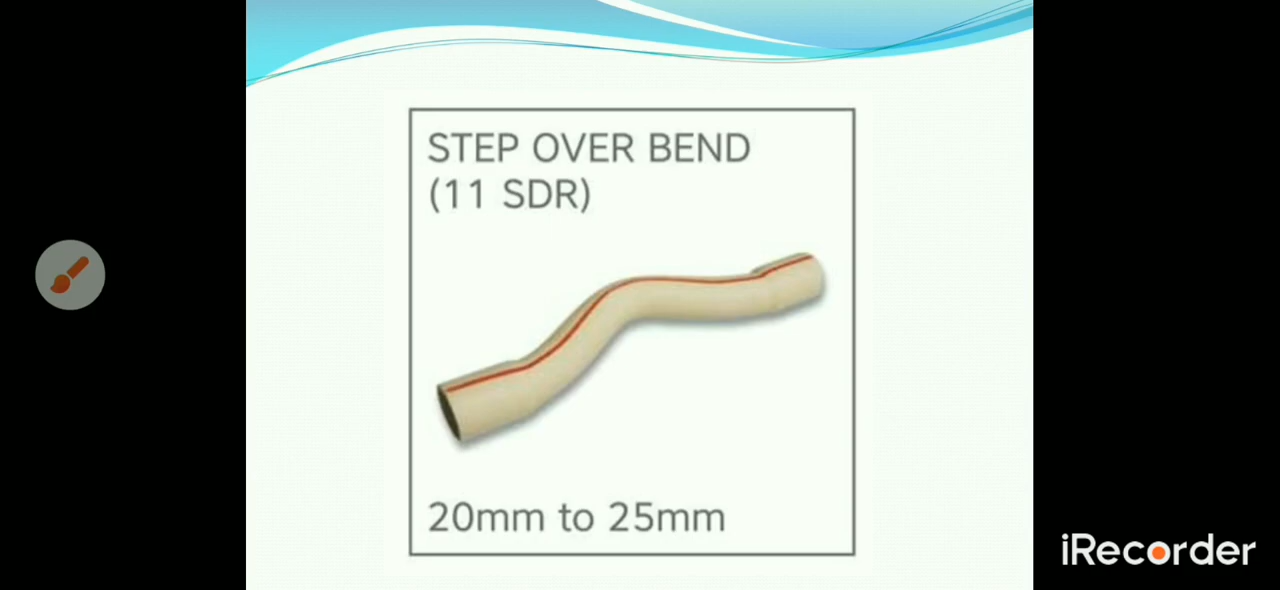 STEP OVER BEND
(11 SDR)
20mm to 25mm
iRecorder